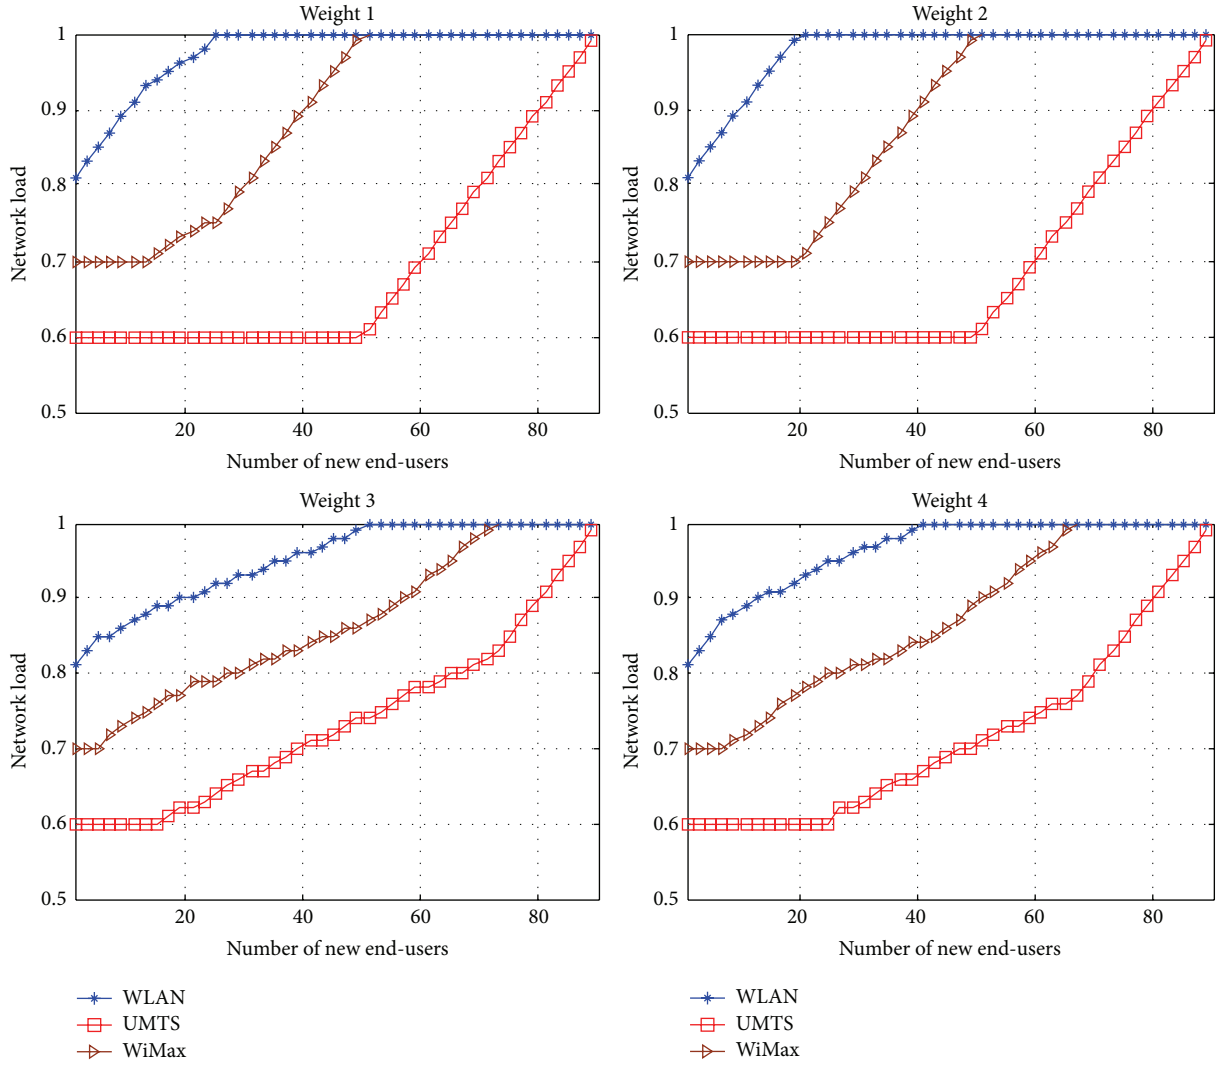 Weight 1
1
0.9
0.8
0.7
0.6
0.5
Network load
20 40 60 80
Number of new end-users
Weight 2
1
0.9
0.8
0.7
0.6
0.5
Network load
20 40 60 80
Number of new end-users
Weight 3
1
0.9
0.8
0.7
0.6
0.5
Network load
20 40 60 80
Number of new end-users
Weight 4
1
0.9
0.8
0.7
0.6
0.5
Network load
20 40 60 80
Number of new end-users
WLAN
UMTS
WiMax
WLAN
UMTS
WiMax